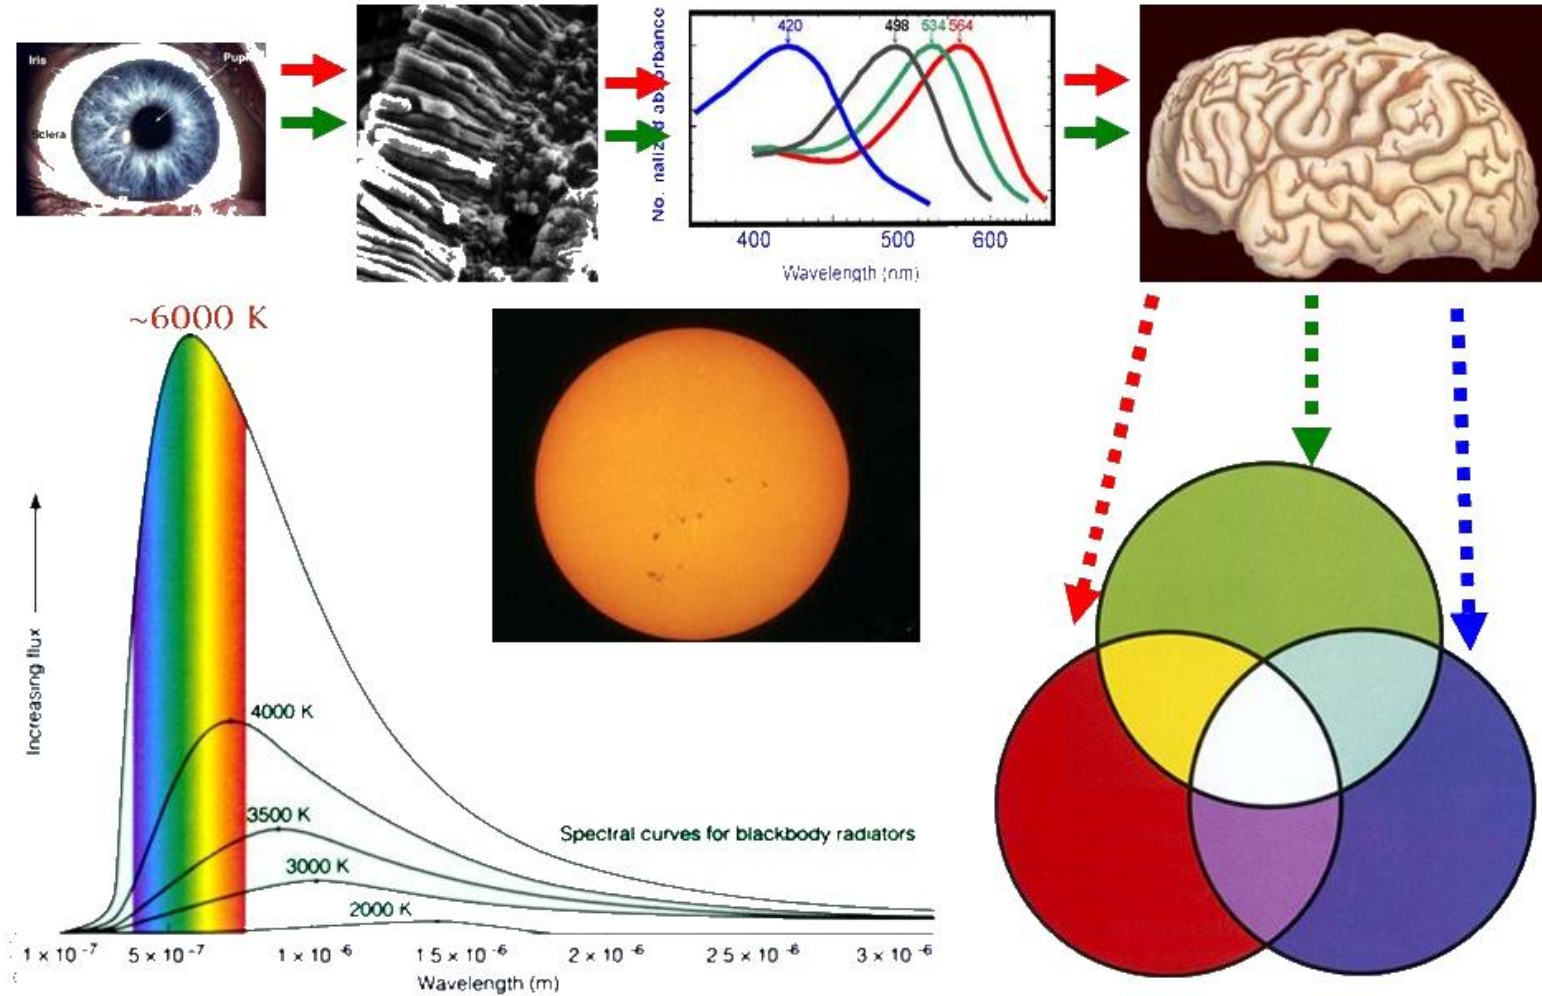 Iris
Pupil
Sclera
No. nalized absorbance
420
498
534
564
400
500
600
Wavelength (nm)
~6000 K
Increasing flux
4000 K
3500 K
3000 K
2000 K
Spectral curves for blackbody radiators
1 × 10⁻⁷
5 × 10⁻⁷
1 × 10⁻⁶
1 5 × 10⁻⁶
2 × 10⁻⁶
2 5 × 10⁻⁶
3 × 10⁻⁶
Wavelength (m)